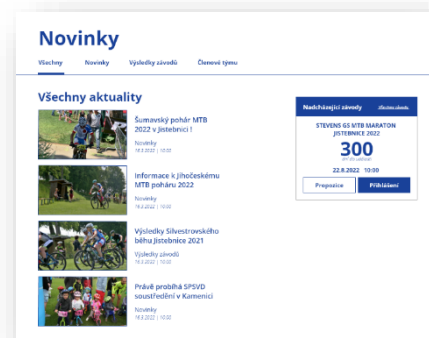 Novinky
Všechny
Novinky
Výsledky závodů
Členové týmu
Všechny aktuality
Šumavský pohár MTB
2022 v Jistebnici !
Novinky
Informace k Jihočeskému
MTB poháru 2022
Novinky
Výsledky Silvestrovského
běhu Jistebnice 2021
Výsledky závodů
Právě probíhá SPSVD
soustředění v Kamenici
Novinky
Nadcházející závody
STEVENS GS MTB MARATON
JISTEBNICE 2022
300
22.8.2022 10:00
Propozice
Přihlášení